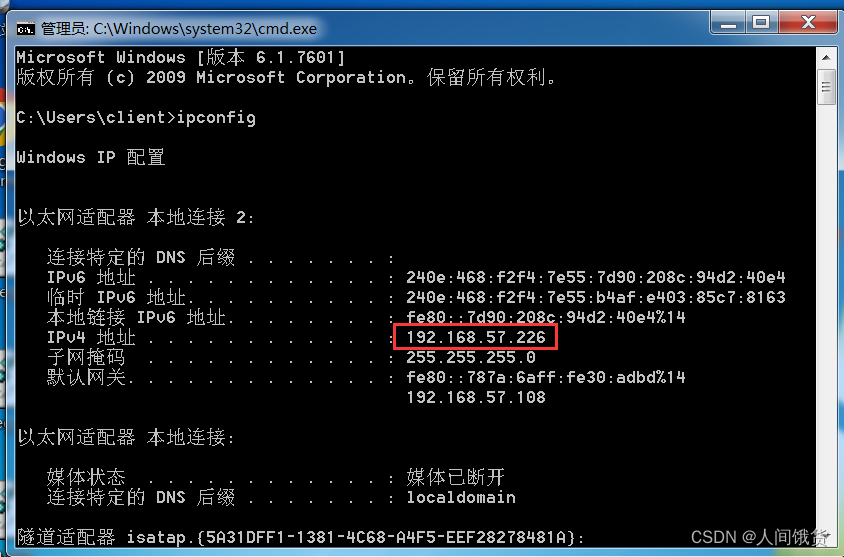 管理员: C:\Windows\system32\cmd.exe
Microsoft Windows [版本 6.1.7601]
版权所有 (c) 2009 Microsoft Corporation。保留所有权利。
C:\Users\client>ipconfig
Windows IP 配置
以太网适配器 本地连接 2:
连接特定的 DNS 后缀 . . . . . . . :
IPv6 地址 . . . . . . . . . . . . : 240e:468:f2f4:7e55:7d90:208c:94d2:40e4
临时 IPv6 地址. . . . . . . . . . : 240e:468:f2f4:7e55:b4af:e403:85c7:8163
本地链接 IPv6 地址. . . . . . . . : fe80::7d90:208c:94d2:40e4%14
IPv4 地址 . . . . . . . . . . . . : 192.168.57.226
子网掩码 . . . . . . . . . . . . : 255.255.255.0
默认网关. . . . . . . . . . . . . : fe80::787a:6aff:fe30:adbd%14
192.168.57.108
以太网适配器 本地连接:
媒体状态 . . . . . . . . . . . . : 媒体已断开
连接特定的 DNS 后缀 . . . . . . . : localdomain
隧道适配器 isatap.{5A31DFF1-1381-4C68-A4F5-EEF28278481A}:
CSDN @人间饿货